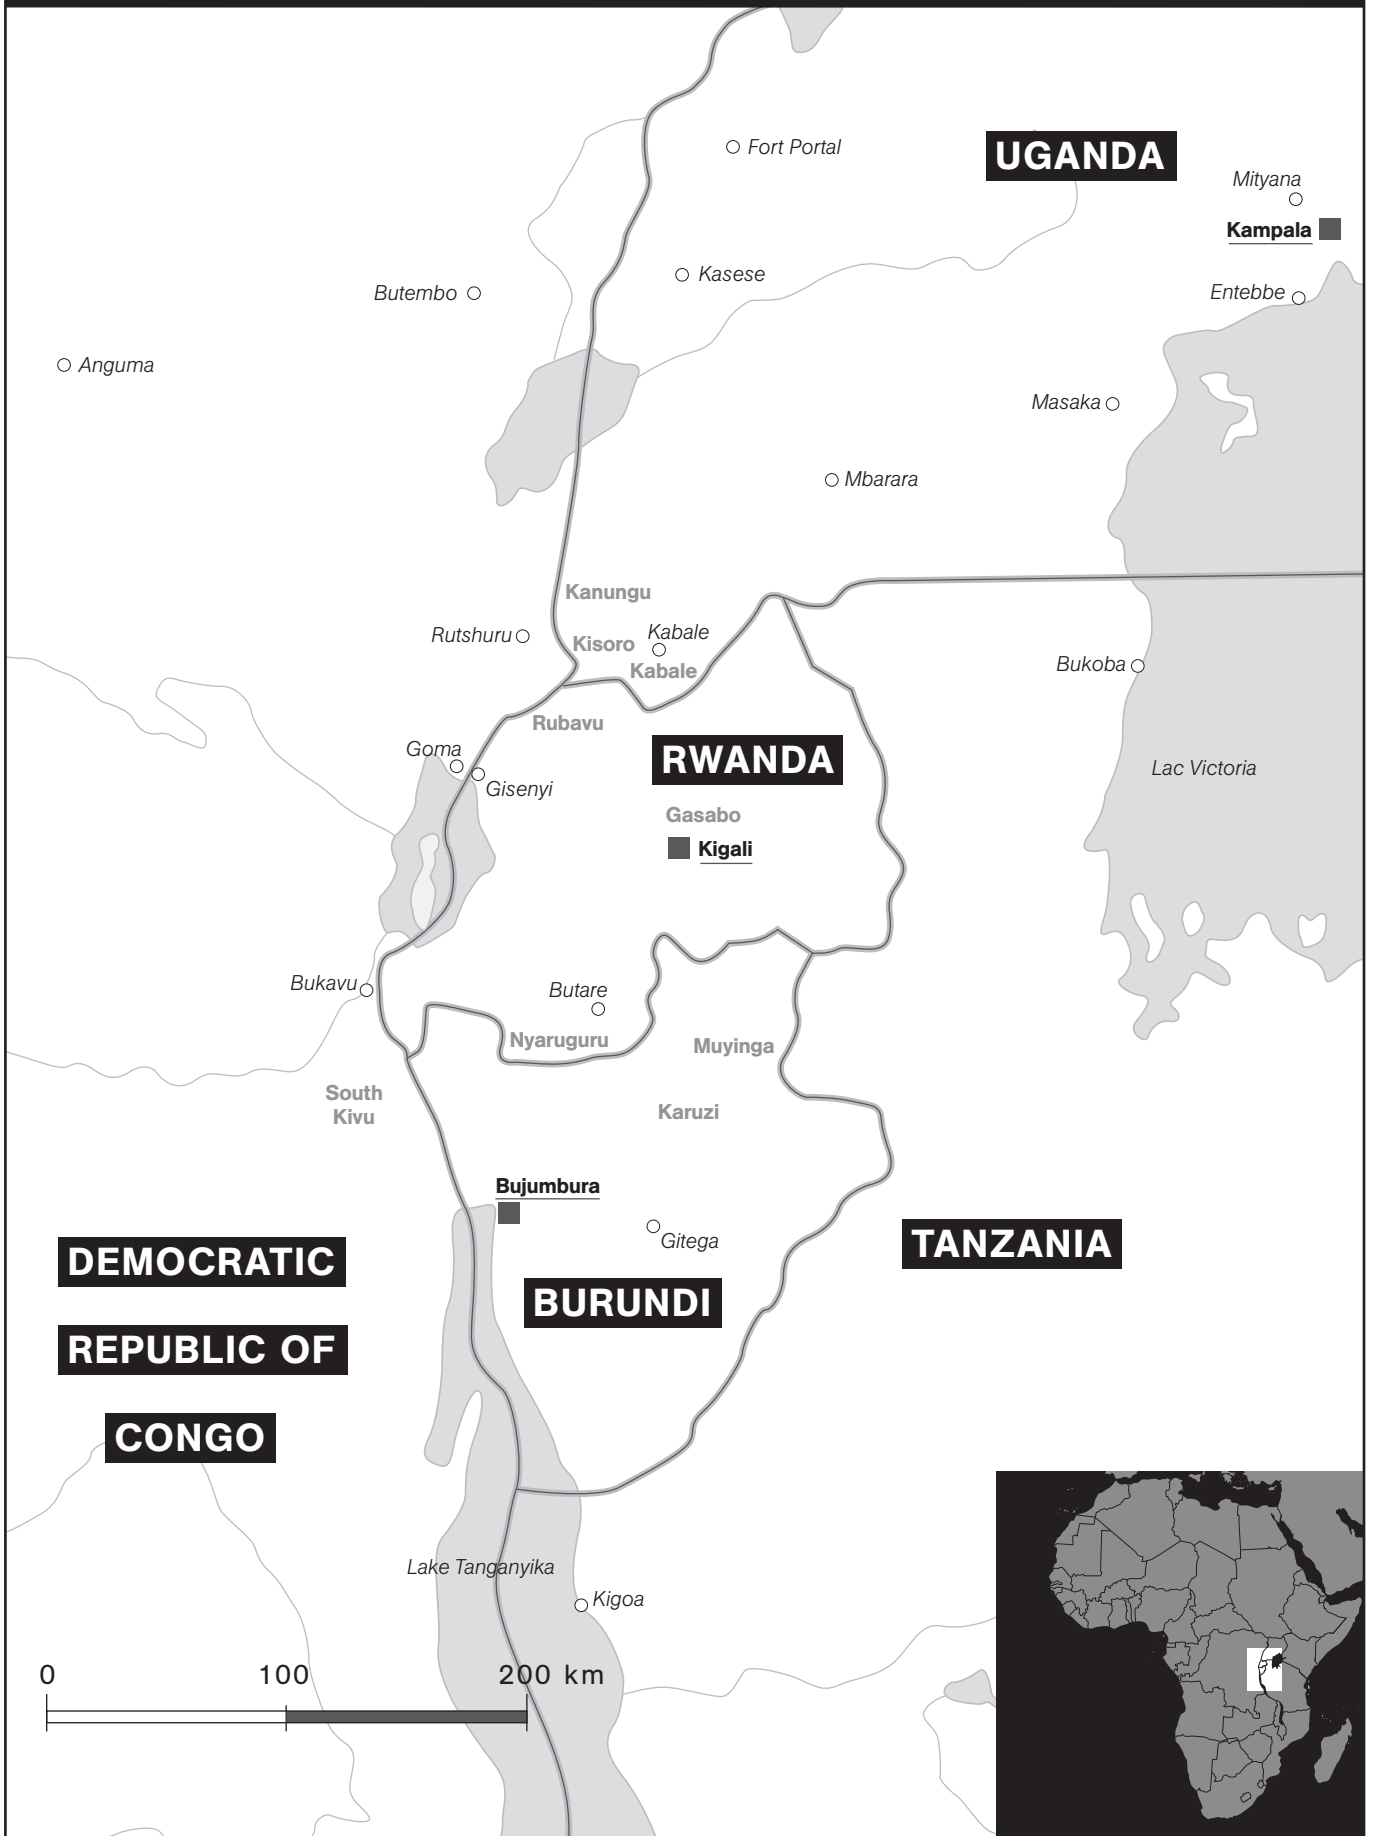 Fort Portal
UGANDA
Mityana
Kampala
Kasese
Butembo
Entebbe
Anguma
Masaka
Mbarara
Kanungu
Rutshuru
Kisoro
Kabale
Kabale
Bukoba
Rubavu
Goma
RWANDA
Lac Victoria
Gisenyi
Gasabo
Kigali
Bukavu
Butare
Nyaruguru
Muyinga
South
Kivu
Karuzi
Bujumbura
Gitega
TANZANIA
DEMOCRATIC
REPUBLIC OF
CONGO
BURUNDI
Lake Tanganyika
Kigoa
0 100 200 km